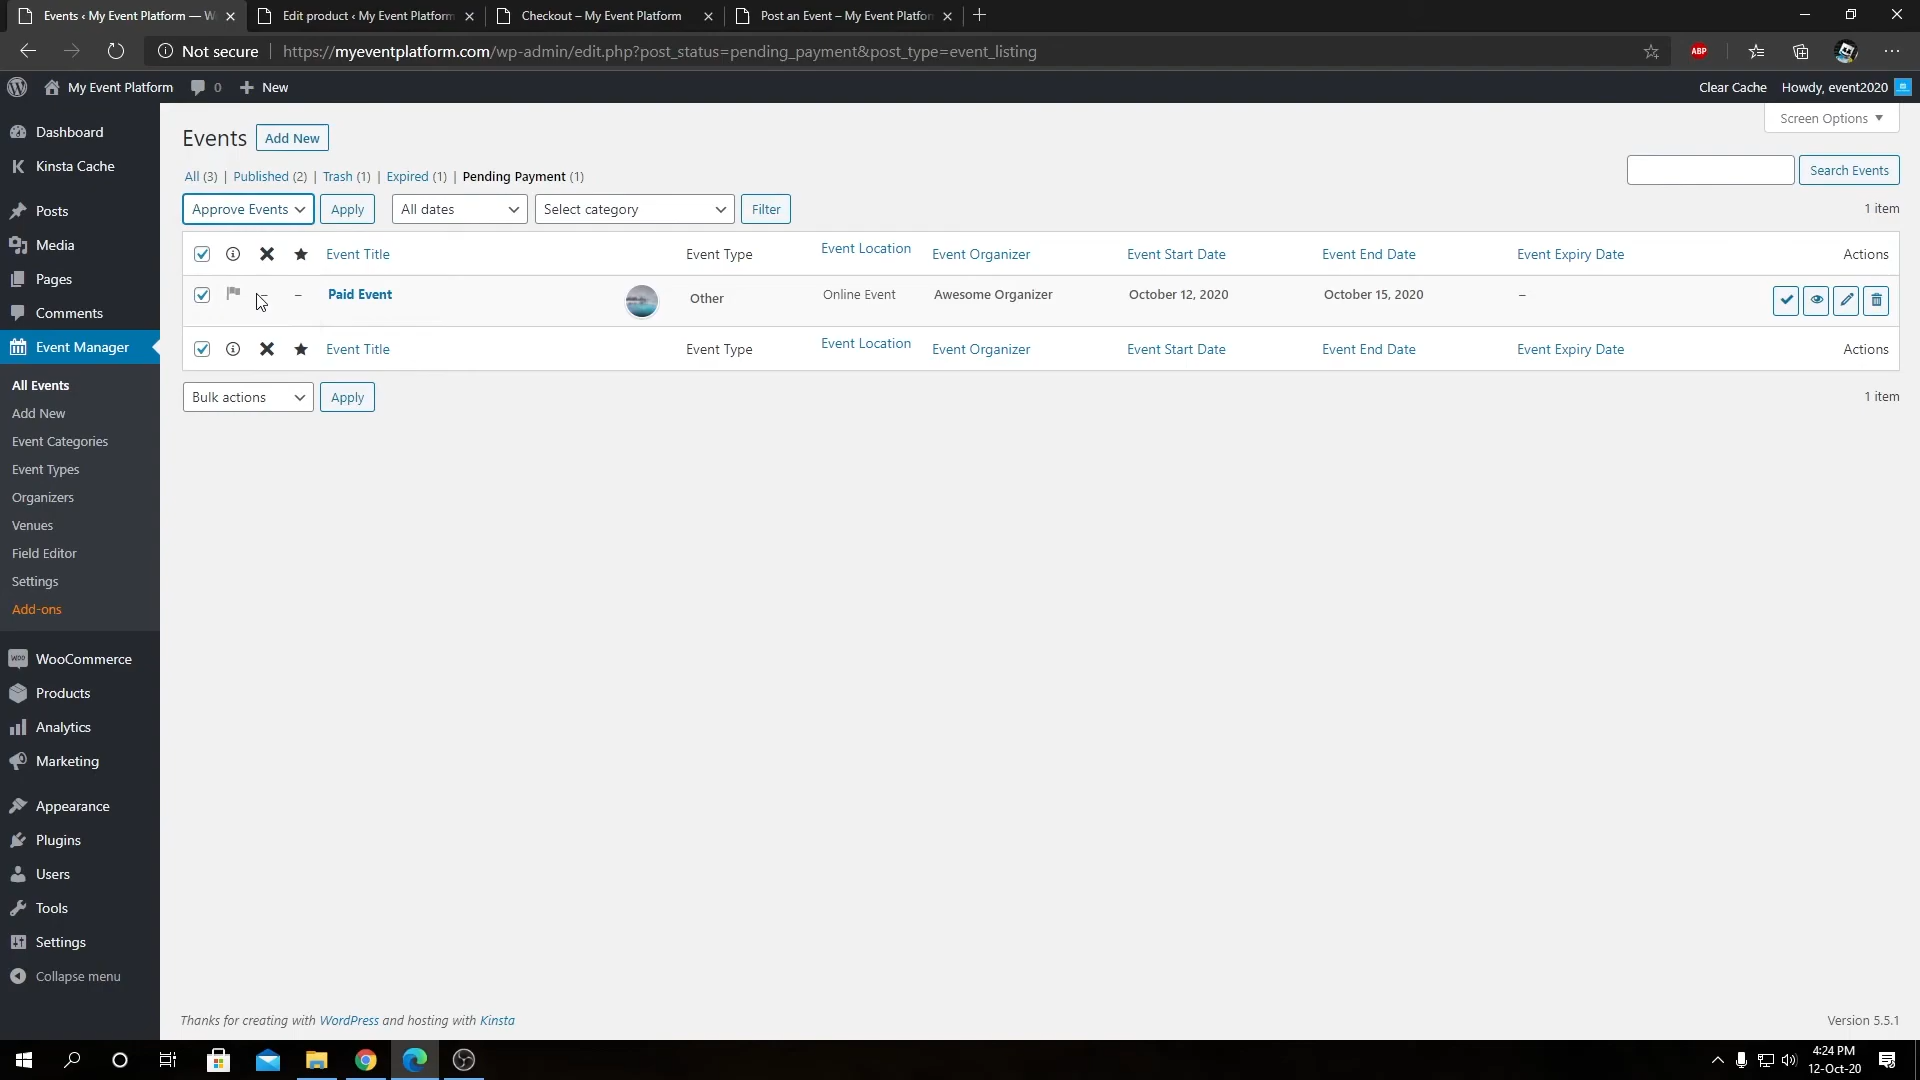 Events ‹ My Event Platform — W
Edit product ‹ My Event Platform
Checkout – My Event Platform
Post an Event – My Event Platfor
Not secure
https://myeventplatform.com/wp-admin/edit.php?post_status=pending_payment&post_type=event_listing
ABP
My Event Platform
0
New
Clear Cache
Howdy, event2020
Dashboard
Kinsta Cache
Posts
Media
Pages
Comments
Event Manager
All Events
Add New
Event Categories
Event Types
Organizers
Venues
Field Editor
Settings
Add-ons
WooCommerce
Products
Analytics
Marketing
Appearance
Plugins
Users
Tools
Settings
Collapse menu
Screen Options
Events
Add New
All (3) | Published (2) | Trash (1) | Expired (1) | Pending Payment (1)
Search Events
Approve Events
Apply
All dates
Select category
Filter
1 item
Event Title
Event Type
Event Location
Event Organizer
Event Start Date
Event End Date
Event Expiry Date
Actions
–
–
Paid Event
Other
Online Event
Awesome Organizer
October 12, 2020
October 15, 2020
–
Event Title
Event Type
Event Location
Event Organizer
Event Start Date
Event End Date
Event Expiry Date
Actions
Bulk actions
Apply
1 item
Thanks for creating with WordPress and hosting with Kinsta
Version 5.5.1
4:24 PM
12-Oct-20